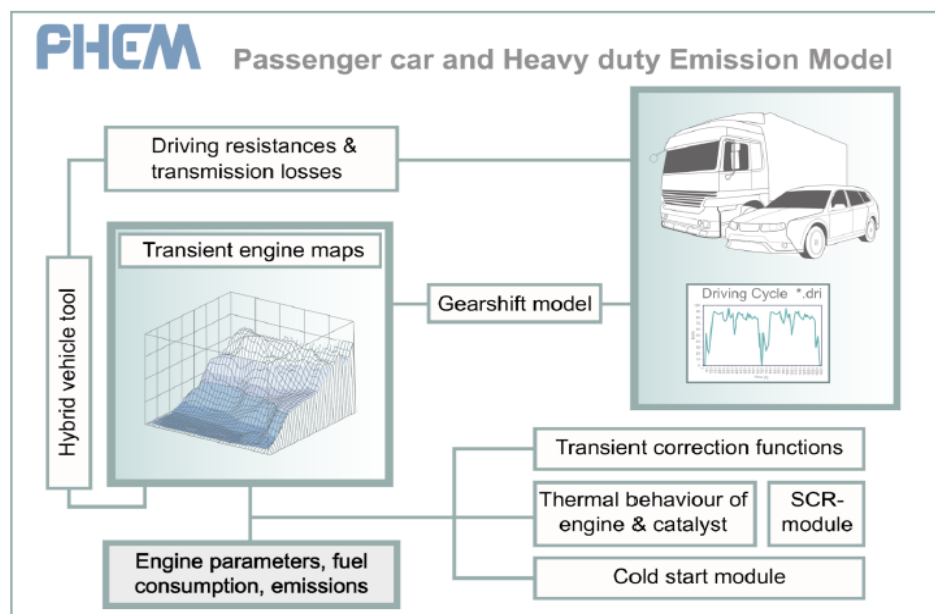 PHEM
Passenger car and Heavy duty Emission Model
Driving resistances &
transmission losses
Transient engine maps
Hybrid vehicle tool
Gearshift model
Driving Cycle *.dri
Transient correction functions
Thermal behaviour of
engine & catalyst
SCR-
module
Engine parameters, fuel
consumption, emissions
Cold start module